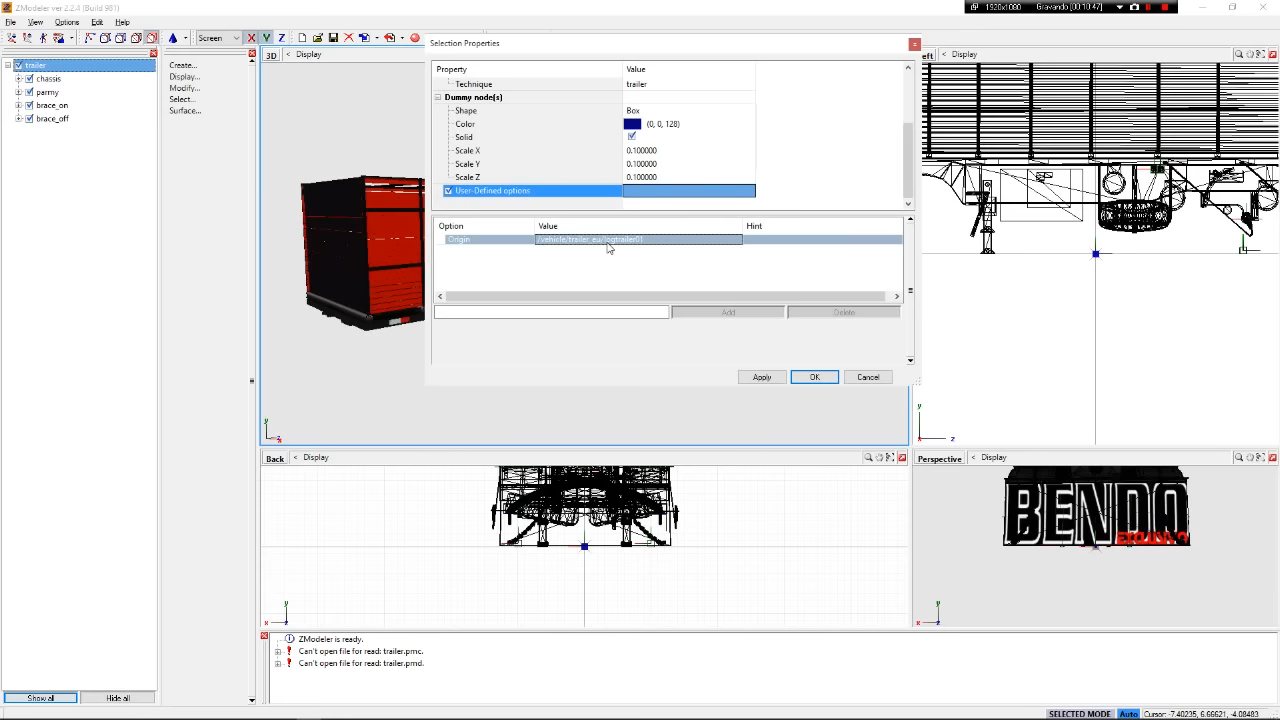 ZModeler ver 2.2.4 [Build 981]
1920x1080
Gravando [00:10:47]
File View Options Edit Help
Screen
X Y Z
trailer
chassis
parmy
brace_on
brace_off
Show all
Hide all
Create...
Display...
Modify...
Select...
Surface...
3D < Display
Selection Properties
Property Value
Technique trailer
Dummy node(s)
Shape Box
Color (0, 0, 128)
Solid
Scale X 0.100000
Scale Y 0.100000
Scale Z 0.100000
User-Defined options
Option Value Hint
Origin /vehicle/trailer_eu/logtrailer01
Add Delete
Apply OK Cancel
eft < Display
Back < Display
Perspective < Display
BENDO
ZModeler is ready.
Can't open file for read: trailer.pmc.
Can't open file for read: trailer.pmd.
SELECTED MODE Auto Cursor: -7.40235, 6.66621, -4.08483